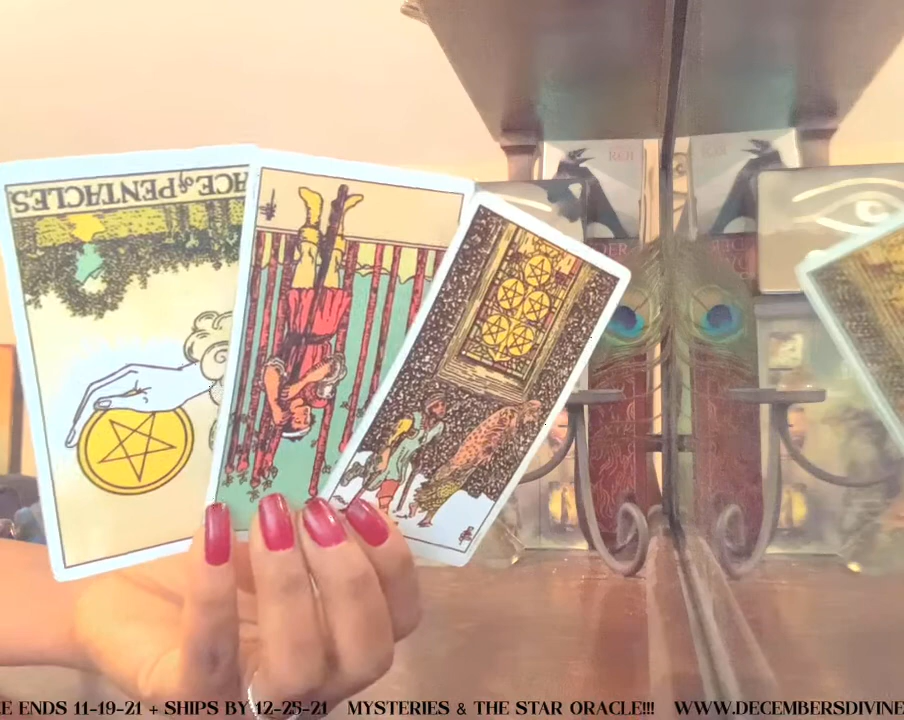 ACE of PENTACLES
E ENDS 11-19-21 + SHIPS BY 12-25-21 MYSTERIES & THE STAR ORACLE!!! WWW.DECEMBERSDIVINE